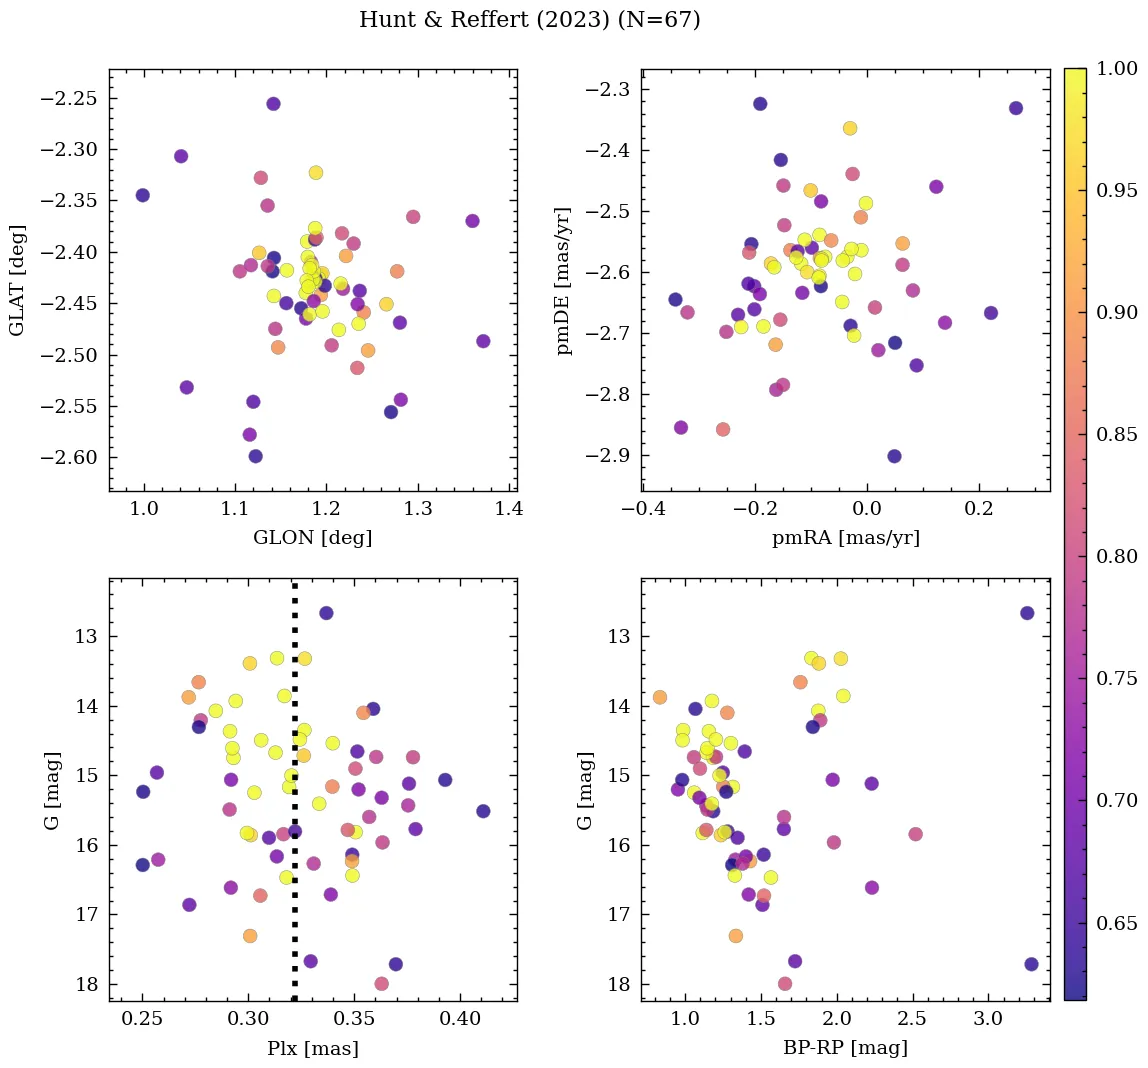 Hunt & Reffert (2023) (N=67)
−2.25
−2.30
−2.35
−2.40
−2.45
−2.50
−2.55
−2.60
GLAT [deg]
1.0 1.1 1.2 1.3 1.4
GLON [deg]
−2.3
−2.4
−2.5
−2.6
−2.7
−2.8
−2.9
pmDE [mas/yr]
−0.4 −0.2 0.0 0.2
pmRA [mas/yr]
13
14
15
16
17
18
G [mag]
0.25 0.30 0.35 0.40
Plx [mas]
13
14
15
16
17
18
G [mag]
1.0 1.5 2.0 2.5 3.0
BP-RP [mag]
1.00
0.95
0.90
0.85
0.80
0.75
0.70
0.65